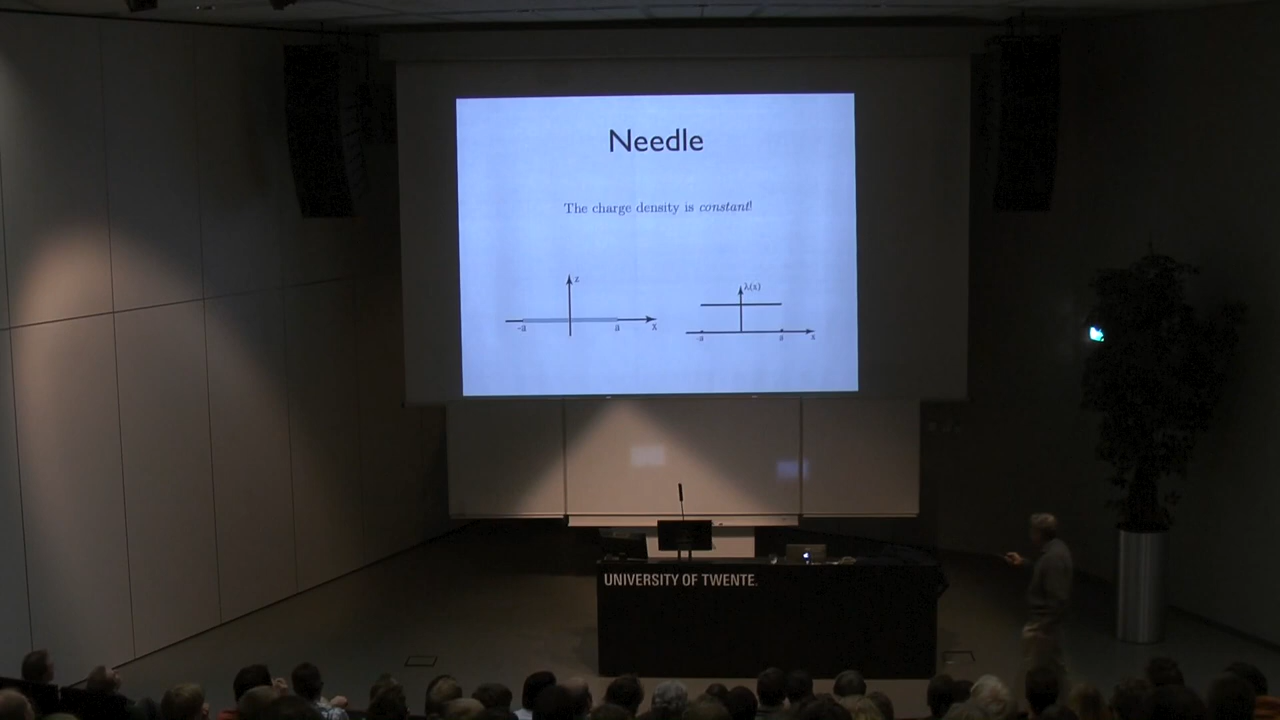 Needle
The charge density is constant!
z
-a
a
x
λ(x)
-a
a
x
UNIVERSITY OF TWENTE.